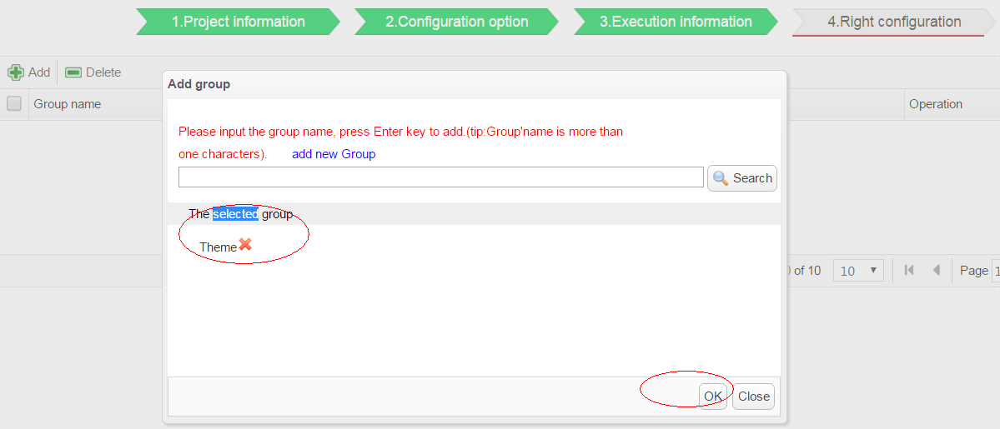 1.Project information
2.Configuration option
3.Execution information
4.Right configuration
Add
Delete
Group name
Operation
Add group
Please input the group name, press Enter key to add.(tip:Group'name is more than
one characters). add new Group
Search
The selected group
Theme
of 10
10
Page 1
OK
Close